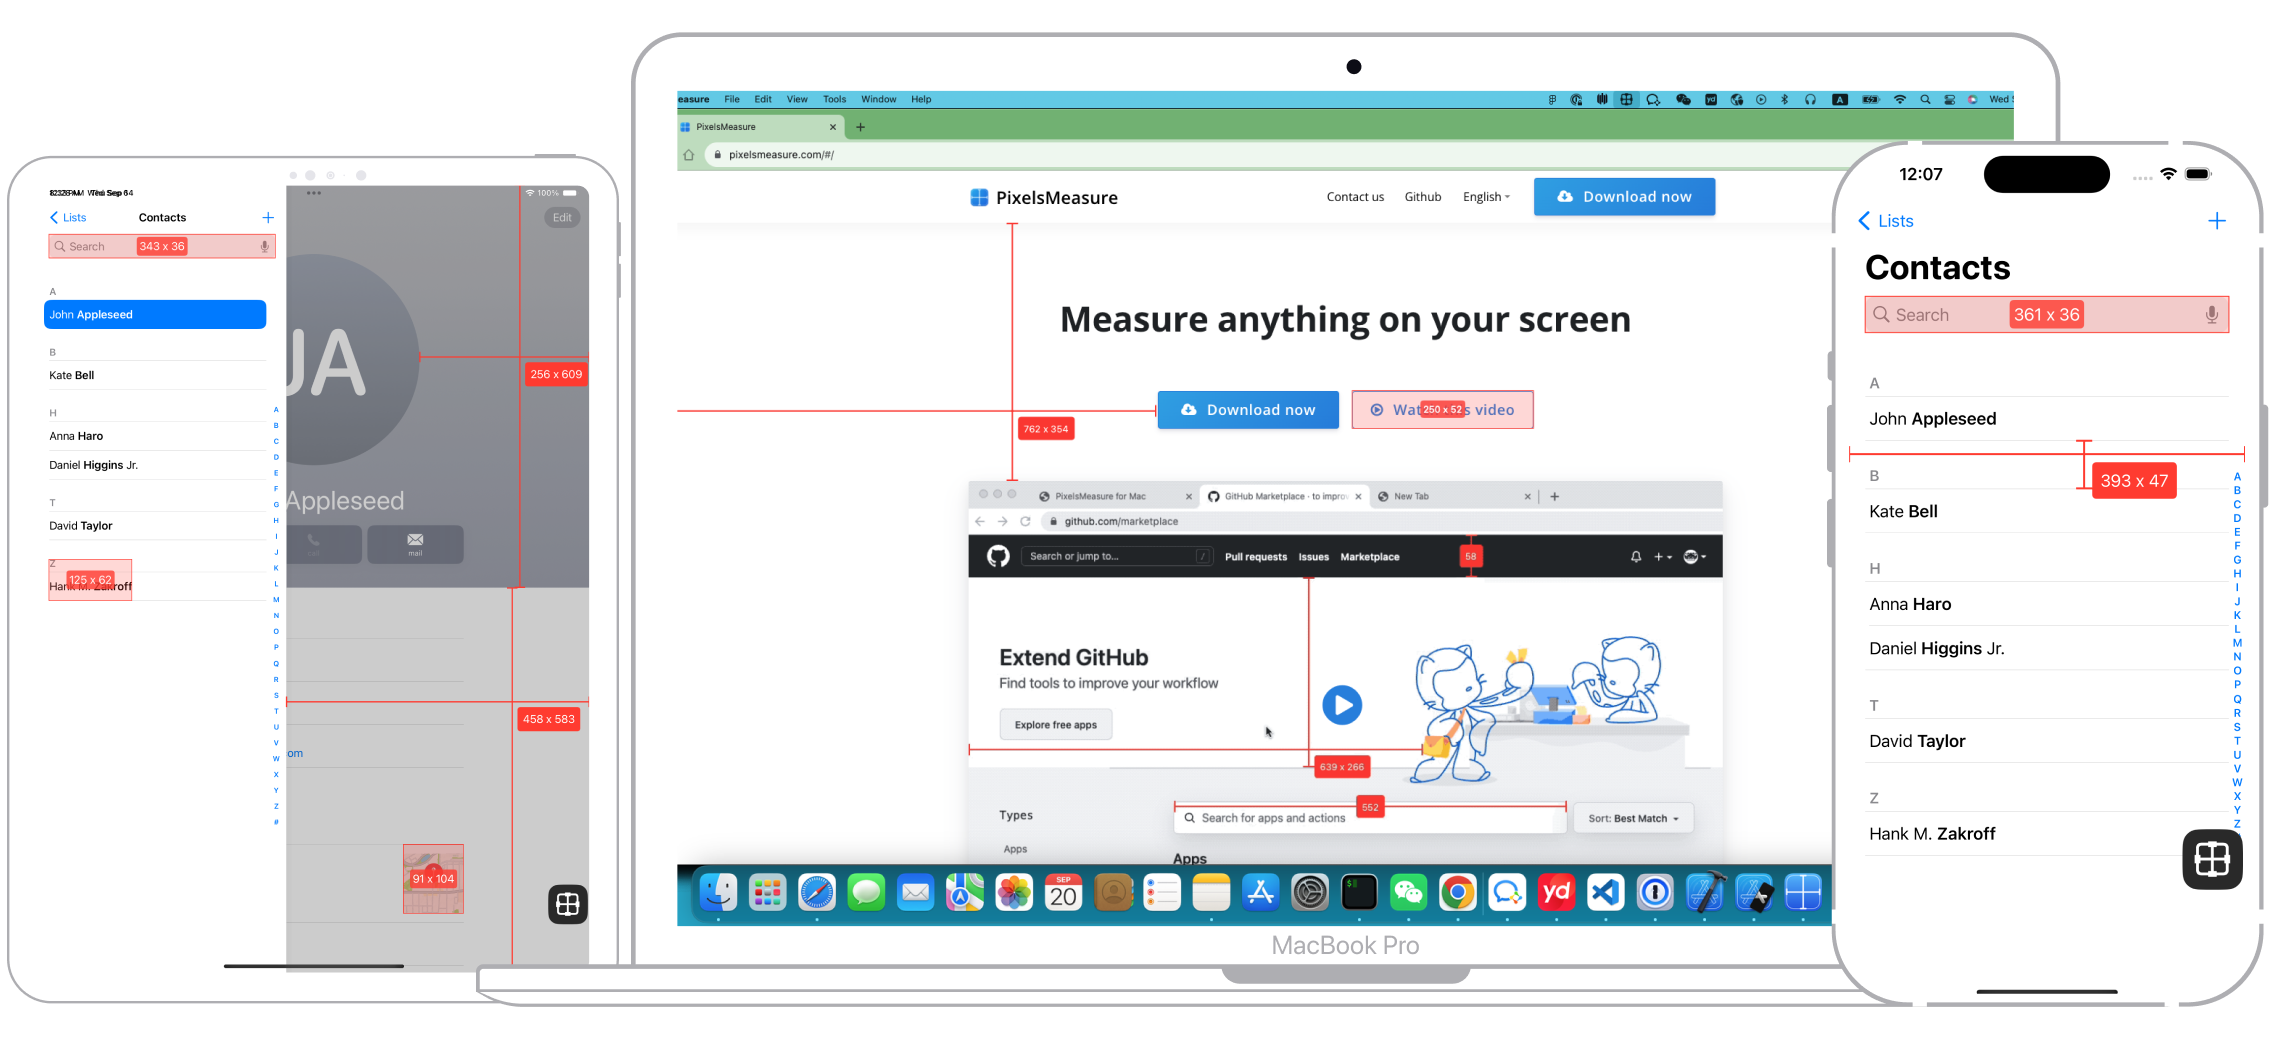 Wed Sep 6
100%
Lists
Contacts
Edit
Search
343 x 36
A
John Appleseed
B
Kate Bell
H
Anna Haro
Daniel Higgins Jr.
T
David Taylor
Z
125 x 62
Hank M. Zakroff
A
B
C
D
E
F
G
H
I
J
K
L
M
N
O
P
Q
R
S
T
U
V
W
X
Y
Z
#
JA
256 x 609
Appleseed
call
mail
458 x 583
om
91 x 104
easure File Edit View Tools Window Help
A
Wed
PixelsMeasure
pixelsmeasure.com/#/
PixelsMeasure
Contact us
Github
English
Download now
Measure anything on your screen
Download now
Wat 250 x 52 s video
762 x 354
PixelsMeasure for Mac
GitHub Marketplace · to impro
New Tab
github.com/marketplace
Search or jump to...
/
Pull requests
Issues
Marketplace
58
Extend GitHub
Find tools to improve your workflow
Explore free apps
639 x 266
552
Types
Search for apps and actions
Sort: Best Match
Apps
Apps
SEP
20
yd
MacBook Pro
12:07
Lists
Contacts
Search
361 x 36
A
John Appleseed
B
393 x 47
Kate Bell
H
Anna Haro
Daniel Higgins Jr.
T
David Taylor
Z
Hank M. Zakroff
A
B
C
D
E
F
G
H
I
J
K
L
M
N
O
P
Q
R
S
T
U
V
W
X
Y
Z